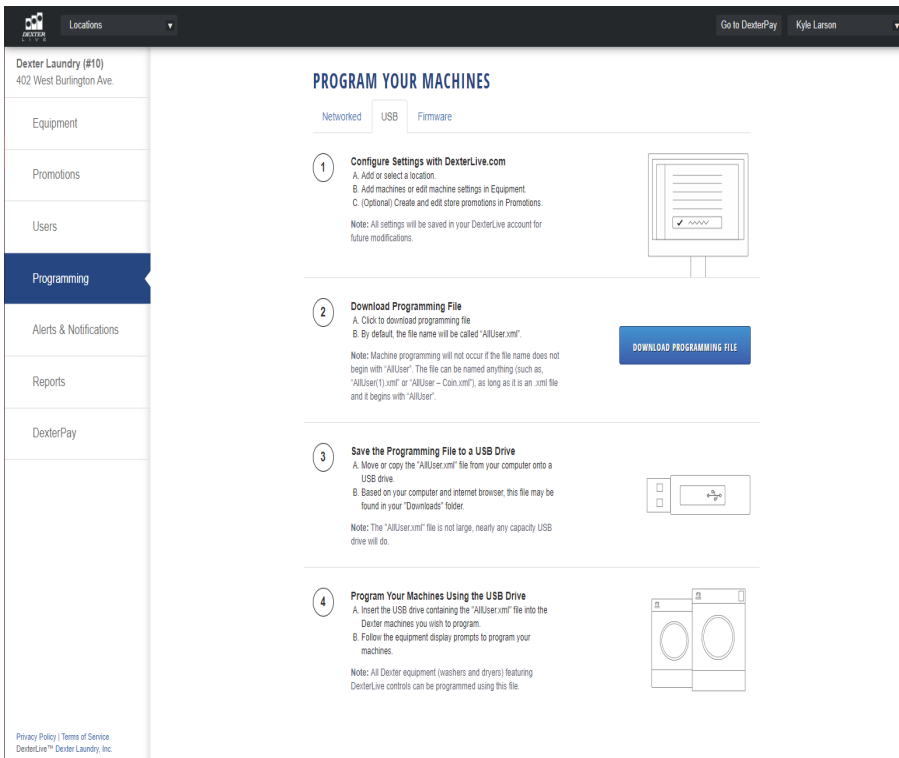 DEXTER
LIVE
Locations
Go to DexterPay
Kyle Larson
Dexter Laundry (#10)
402 West Burlington Ave.
Equipment
Promotions
Users
Programming
Alerts & Notifications
Reports
DexterPay
Privacy Policy | Terms of Service
DexterLive™ Dexter Laundry, Inc.
PROGRAM YOUR MACHINES
Networked
USB
Firmware
1
Configure Settings with DexterLive.com
A. Add or select a location.
B. Add machines or edit machine settings in Equipment.
C. (Optional) Create and edit store promotions in Promotions.
Note: All settings will be saved in your DexterLive account for
future modifications.
2
Download Programming File
A. Click to download programming file
B. By default, the file name will be called “AllUser.xml”.
Note: Machine programming will not occur if the file name does not
begin with “AllUser”. The file can be named anything (such as,
“AllUser(1).xml” or “AllUser – Coin.xml”), as long as it is an .xml file
and it begins with “AllUser”.
DOWNLOAD PROGRAMMING FILE
3
Save the Programming File to a USB Drive
A. Move or copy the "AllUser.xml" file from your computer onto a
USB drive.
B. Based on your computer and internet browser, this file may be
found in your "Downloads" folder.
Note: The "AllUser.xml" file is not large, nearly any capacity USB
drive will do.
4
Program Your Machines Using the USB Drive
A. Insert the USB drive containing the "AllUser.xml" file into the
Dexter machines you wish to program.
B. Follow the equipment display prompts to program your
machines.
Note: All Dexter equipment (washers and dryers) featuring
DexterLive controls can be programmed using this file.